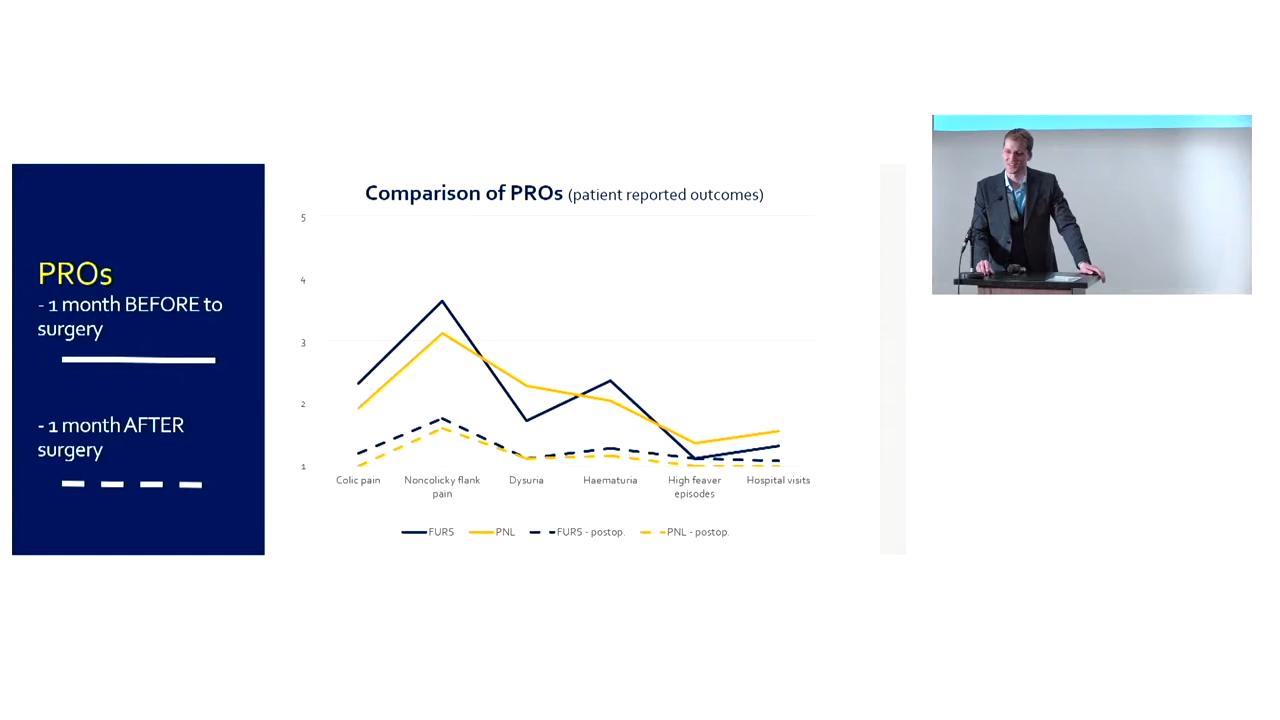 PROs
- 1 month BEFORE to
surgery
- 1 month AFTER
surgery
Comparison of PROs (patient reported outcomes)
5
4
3
2
1
Colic pain
Noncolicky flank
pain
Dysuria
Haematuria
High feaver
episodes
Hospital visits
FURS
PNL
FURS - postop.
PNL - postop.